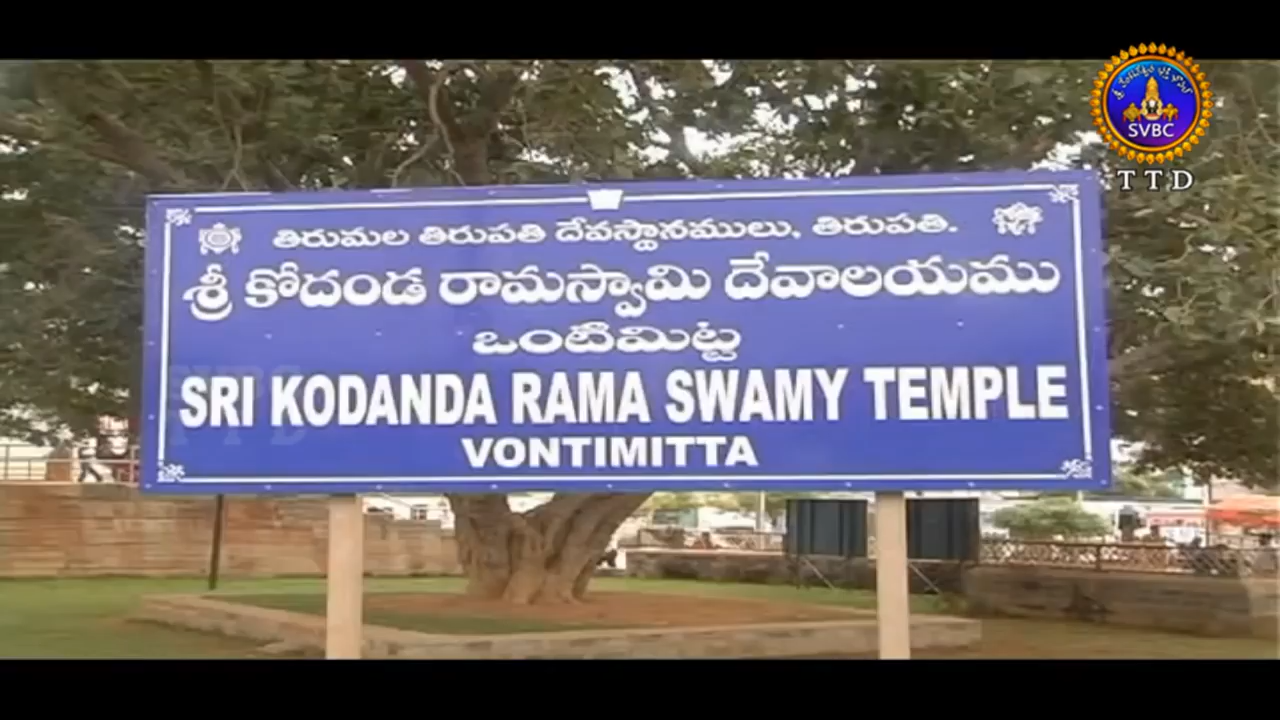 తిరుమల తిరుపతి దేవస్థానములు, తిరుపతి.
శ్రీ కోదండ రామస్వామి దేవాలయము
ఒంటిమిట్ట
SRI KODANDA RAMA SWAMY TEMPLE
VONTIMITTA
SVBC
TTD